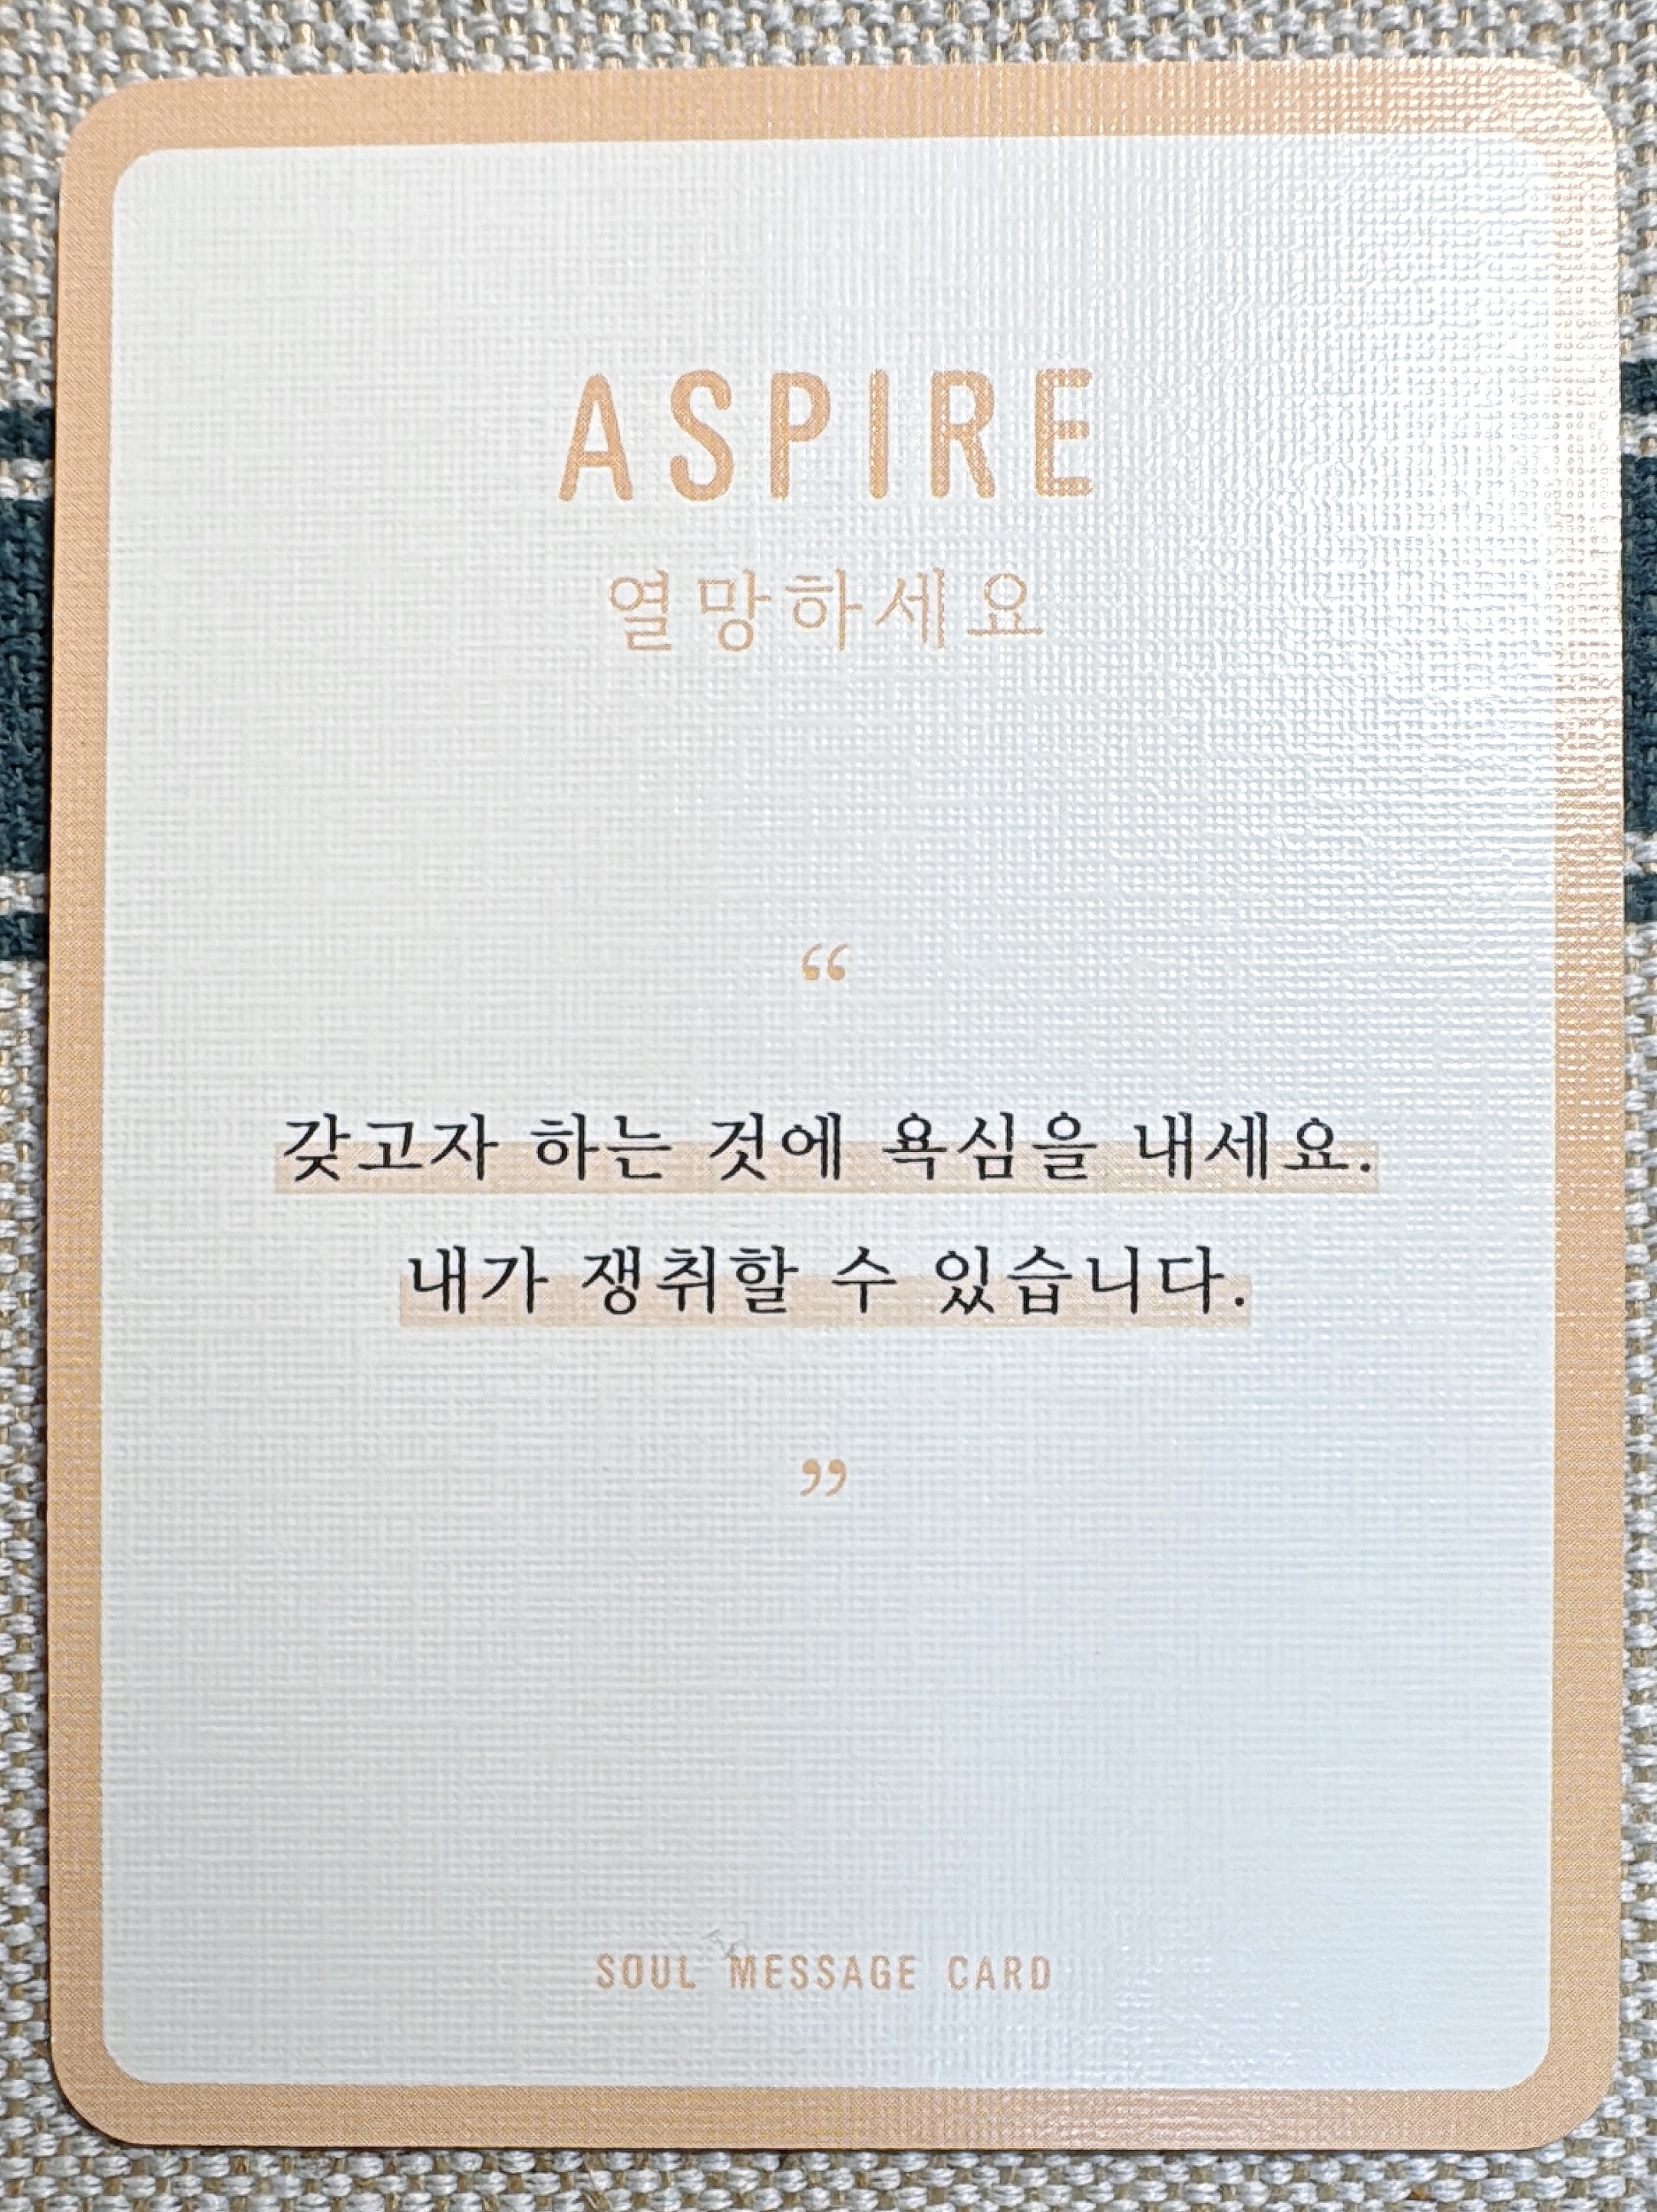 ASPIRE
열망하세요
“
갖고자 하는 것에 욕심을 내세요.
내가 쟁취할 수 있습니다.
”
SOUL MESSAGE CARD